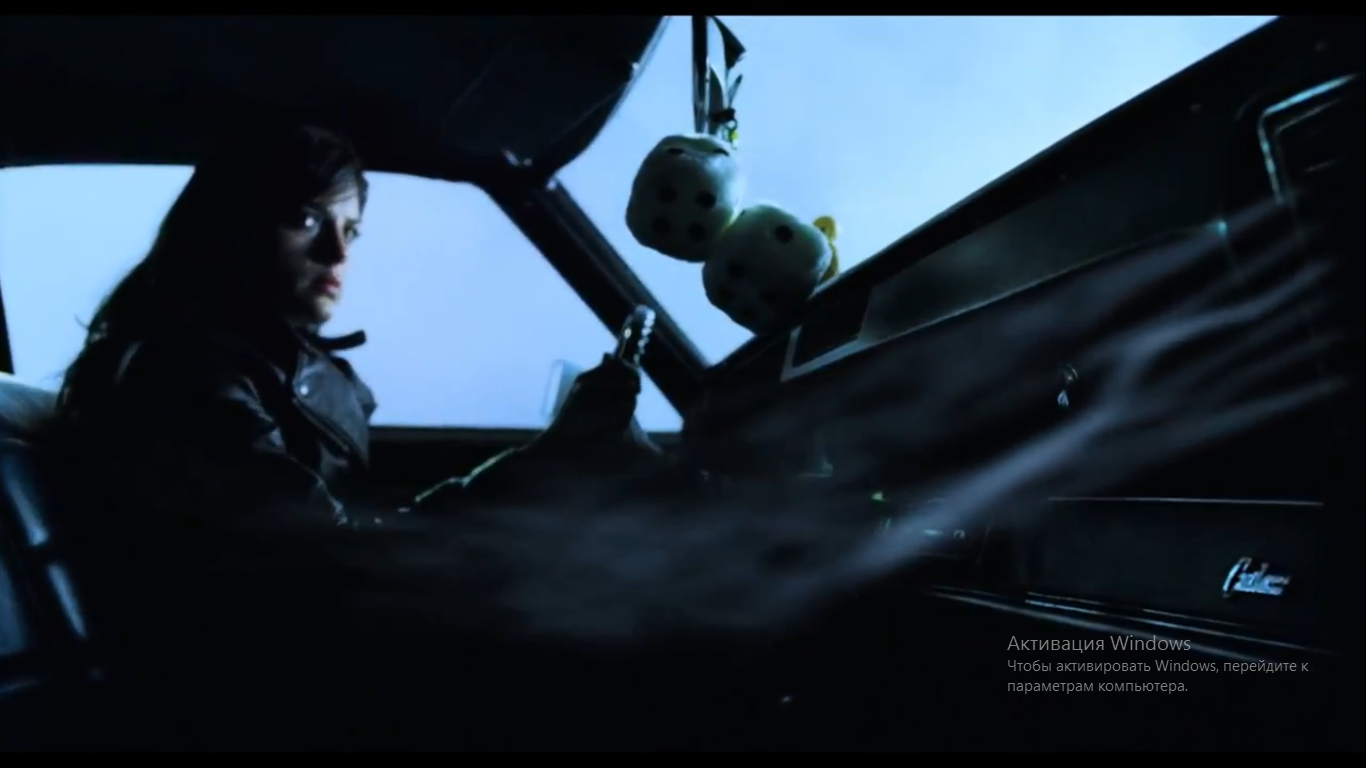 Активация Windows
Чтобы активировать Windows, перейдите к
параметрам компьютера.